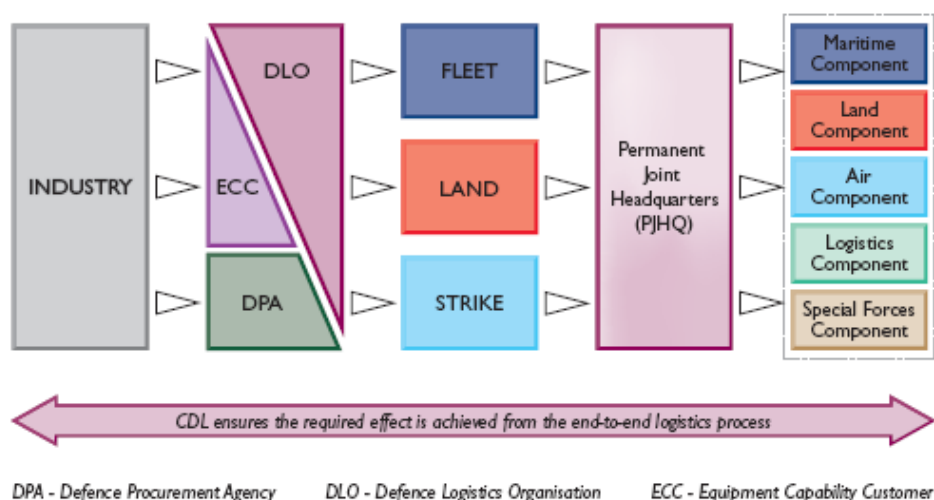 INDUSTRY
DLO
ECC
DPA
FLEET
LAND
STRIKE
Permanent
Joint
Headquarters
(PJHQ)
Maritime
Component
Land
Component
Air
Component
Logistics
Component
Special Forces
Component
CDL ensures the required effect is achieved from the end-to-end logistics process
DPA - Defence Procurement Agency DLO - Defence Logistics Organisation ECC - Equipment Capability Customer